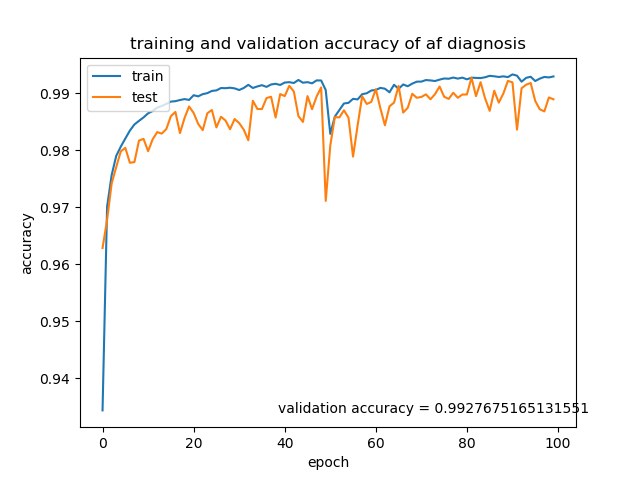 training and validation accuracy of af diagnosis
train
test
0.99
0.98
0.97
0.96
0.95
0.94
accuracy
validation accuracy = 0.9927675165131551
0 20 40 60 80 100
epoch